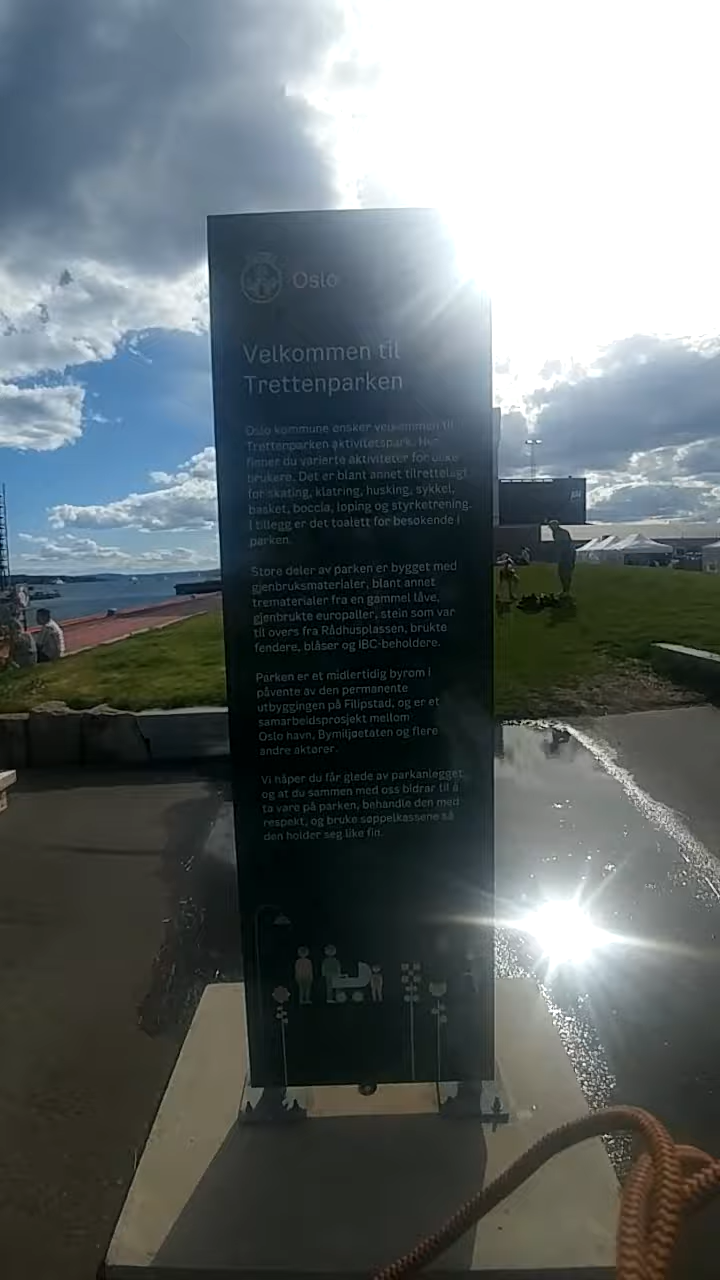 Oslo
Velkommen til
Trettenparken
Oslo kommune ønsker velkommen til
Trettenparken aktivitetspark. Her
finner du varierte aktiviteter for ulike
brukere. Det er blant annet tilrettelagt
for skating, klatring, husking, sykkel,
basket, boccia, løping og styrketrening.
I tillegg er det toalett for besøkende i
parken.
Store deler av parken er bygget med
gjenbruksmaterialer, blant annet
trematerialer fra en gammel låve,
gjenbrukte europaller, stein som var
til overs fra Rådhusplassen, brukte
fendere, blåser og IBC-beholdere.
Parken er et midlertidig byrom i
påvente av den permanente
utbyggingen på Filipstad, og er et
samarbeidsprosjekt mellom
Oslo havn, Bymiljøetaten og flere
andre aktører.
Vi håper du får glede av parkanlegget,
og at du sammen med oss bidrar til å
ta vare på parken, behandle den med
respekt, og bruke søppelkassene så
den holder seg like fin.